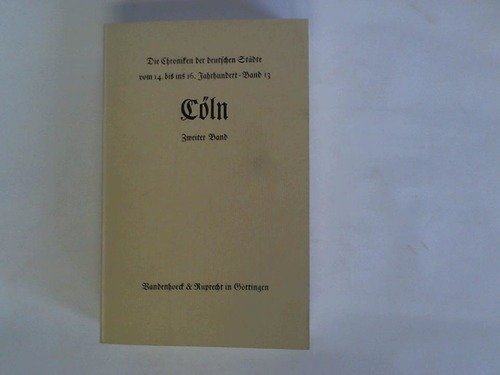 Die Chroniken der deutschen Städte
vom 14. bis ins 16. Jahrhundert · Band 13
Cöln
Zweiter Band
Vandenhoeck & Ruprecht in Göttingen